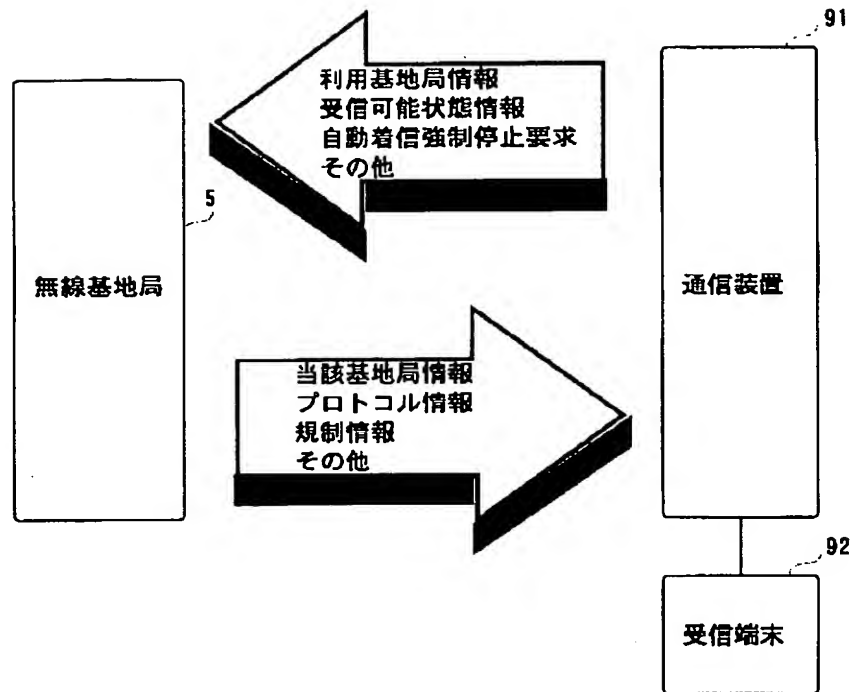 91
利用基地局情報
受信可能状態情報
自動着信強制停止要求
その他
5
無線基地局
通信装置
当該基地局情報
プロトコル情報
規制情報
その他
92
受信端末